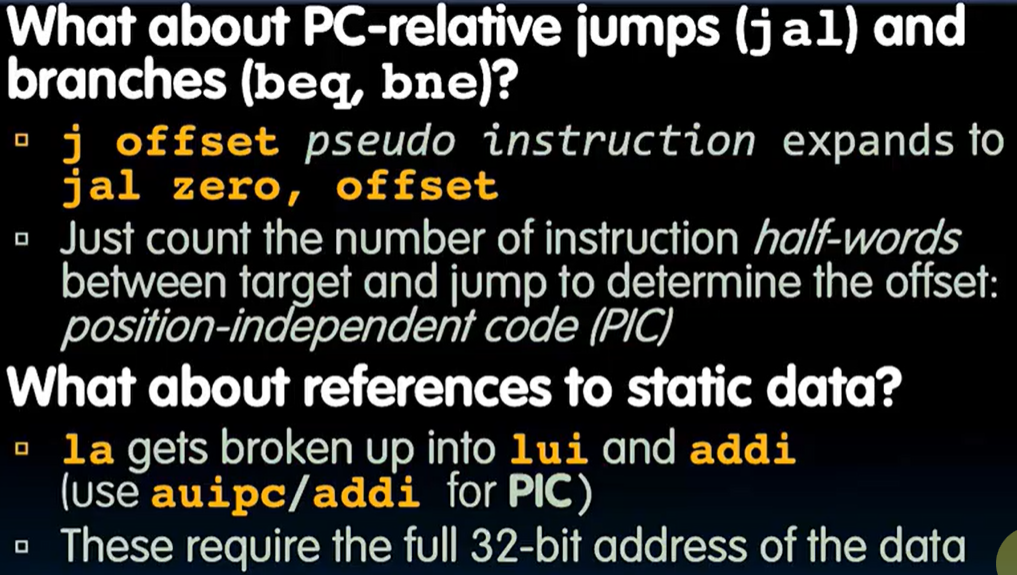 What about PC-relative jumps (jal) and
branches (beq, bne)?
j offset pseudo instruction expands to
jal zero, offset
Just count the number of instruction half-words
between target and jump to determine the offset:
position-independent code (PIC)
What about references to static data?
la gets broken up into lui and addi
(use auipc/addi for PIC)
These require the full 32-bit address of the data